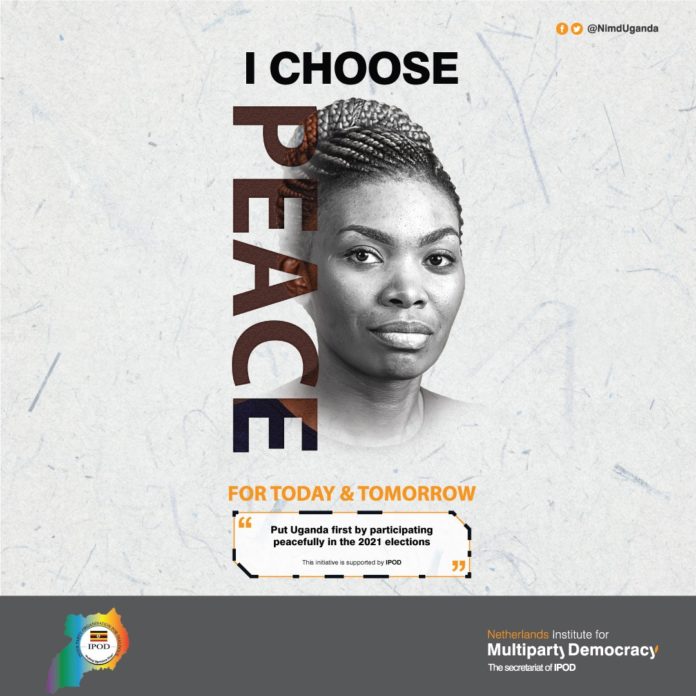 @NimdUganda
I CHOOSE
PEACE
FOR TODAY & TOMORROW
“ Put Uganda first by participating
peacefully in the 2021 elections
This initiative is supported by IPOD ”
IPOD
Netherlands Institute for
Multiparty Democracy
The secretariat of IPOD